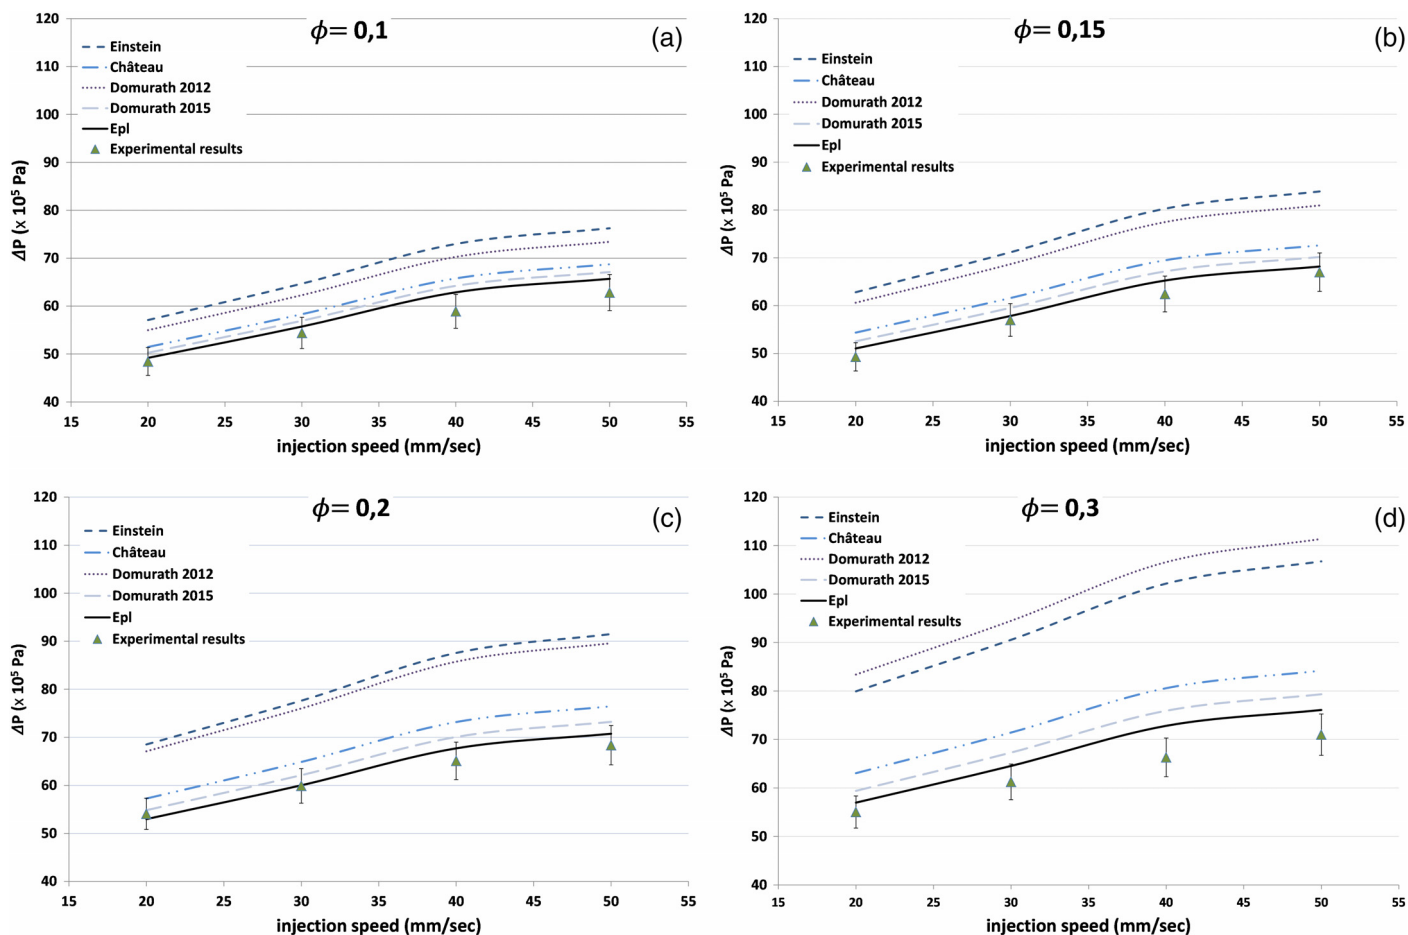 ϕ= 0,1
(a)
Einstein
Château
Domurath 2012
Domurath 2015
Epl
Experimental results
120
110
100
90
80
70
60
50
40
ΔP (x 10⁵ Pa)
15 20 25 30 35 40 45 50 55
injection speed (mm/sec)
ϕ= 0,15
(b)
Einstein
Château
Domurath 2012
Domurath 2015
Epl
Experimental results
120
110
100
90
80
70
60
50
40
ΔP (x 10⁵ Pa)
15 20 25 30 35 40 45 50 55
injection speed (mm/sec)
ϕ= 0,2
(c)
Einstein
Château
Domurath 2012
Domurath 2015
Epl
Experimental results
120
110
100
90
80
70
60
50
40
ΔP (x 10⁵ Pa)
15 20 25 30 35 40 45 50 55
injection speed (mm/sec)
ϕ= 0,3
(d)
Einstein
Château
Domurath 2012
Domurath 2015
Epl
Experimental results
120
110
100
90
80
70
60
50
40
ΔP (x 10⁵ Pa)
15 20 25 30 35 40 45 50 55
injection speed (mm/sec)